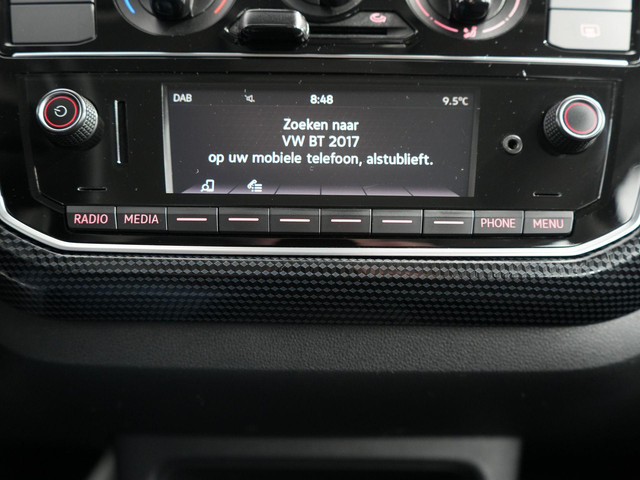 DAB 8:48 9.5°C
Zoeken naar
VW BT 2017
op uw mobiele telefoon, alstublieft.
RADIO MEDIA PHONE MENU